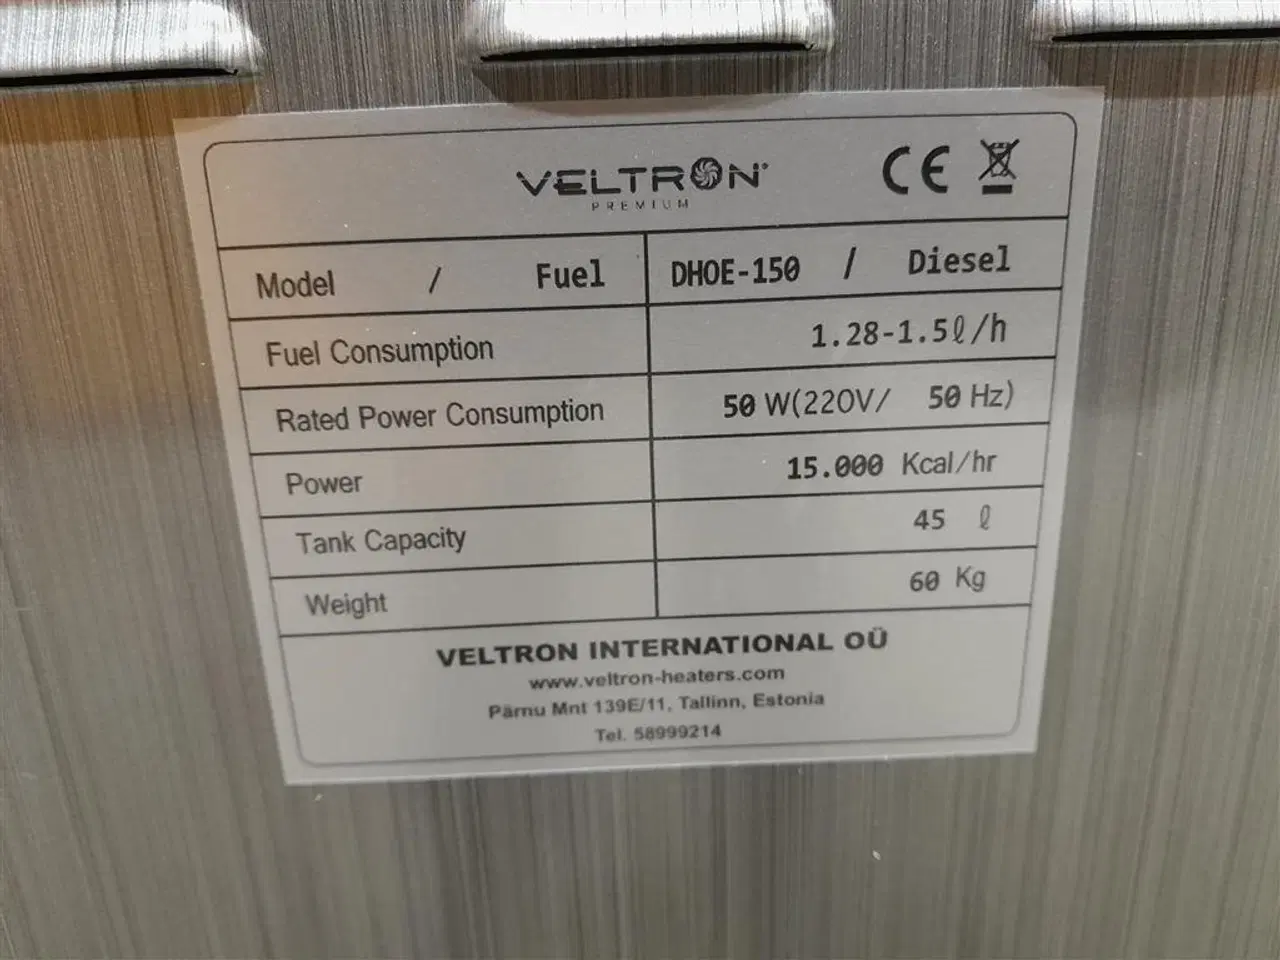 VELTRON
PREMIUM
CE
Model / Fuel DHOE-150 / Diesel
Fuel Consumption 1.28-1.5ℓ/h
Rated Power Consumption 50 W(220V/ 50 Hz)
Power 15.000 Kcal/hr
Tank Capacity 45 ℓ
Weight 60 Kg
VELTRON INTERNATIONAL OÜ
www.veltron-heaters.com
Pärnu Mnt 139E/11, Tallinn, Estonia
Tel. 58999214